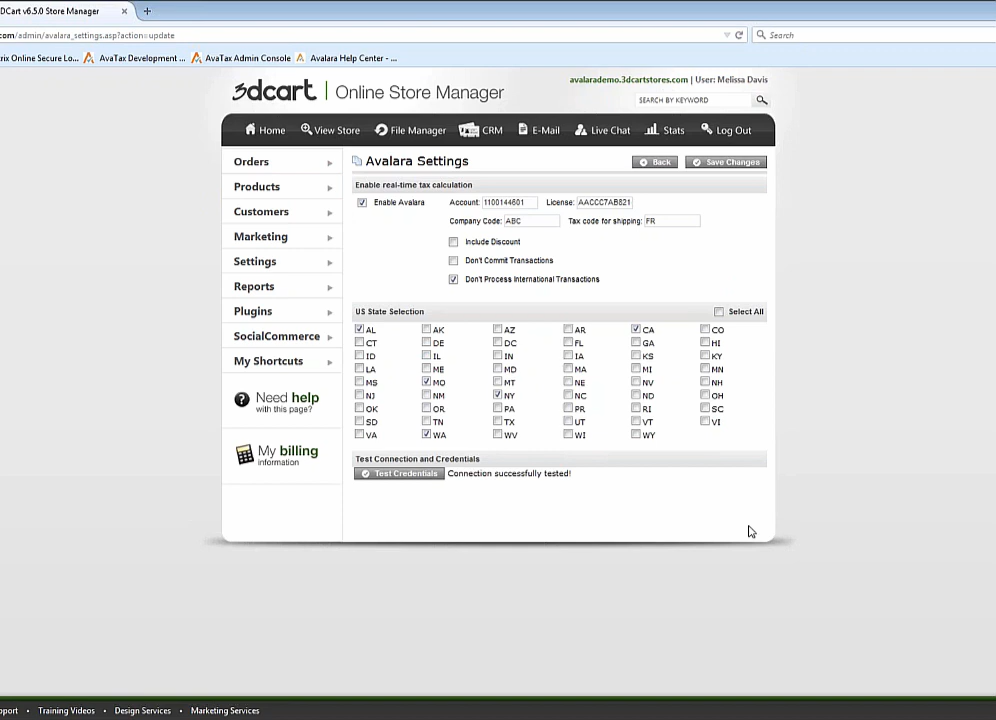 DCart v6.5.0 Store Manager
com/admin/avalara_settings.asp?action=update
Search
rix Online Secure Lo... AvaTax Development ... AvaTax Admin Console Avalara Help Center - ...
3dcart Online Store Manager
avalarademo.3dcartstores.com | User: Melissa Davis
SEARCH BY KEYWORD
Home View Store File Manager CRM E-Mail Live Chat Stats Log Out
Orders
Products
Customers
Marketing
Settings
Reports
Plugins
SocialCommerce
My Shortcuts
Need help
with this page?
My billing
information
Avalara Settings Back Save Changes
Enable real-time tax calculation
Enable Avalara Account: 1100144601 License: AACCC7AB821
Company Code: ABC Tax code for shipping: FR
Include Discount
Don't Commit Transactions
Don't Process International Transactions
US State Selection Select All
AL AK AZ AR CA CO
CT DE DC FL GA HI
ID IL IN IA KS KY
LA ME MD MA MI MN
MS MO MT NE NV NH
NJ NM NY NC ND OH
OK OR PA PR RI SC
SD TN TX UT VT VI
VA WA WV WI WY
Test Connection and Credentials
Test Credentials Connection successfully tested!
pport • Training Videos • Design Services • Marketing Services